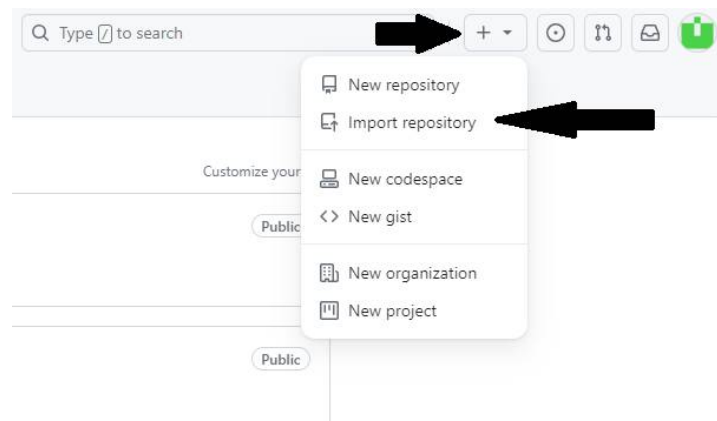 Type / to search
New repository
Import repository
Customize your
New codespace
Public
New gist
New organization
New project
Public